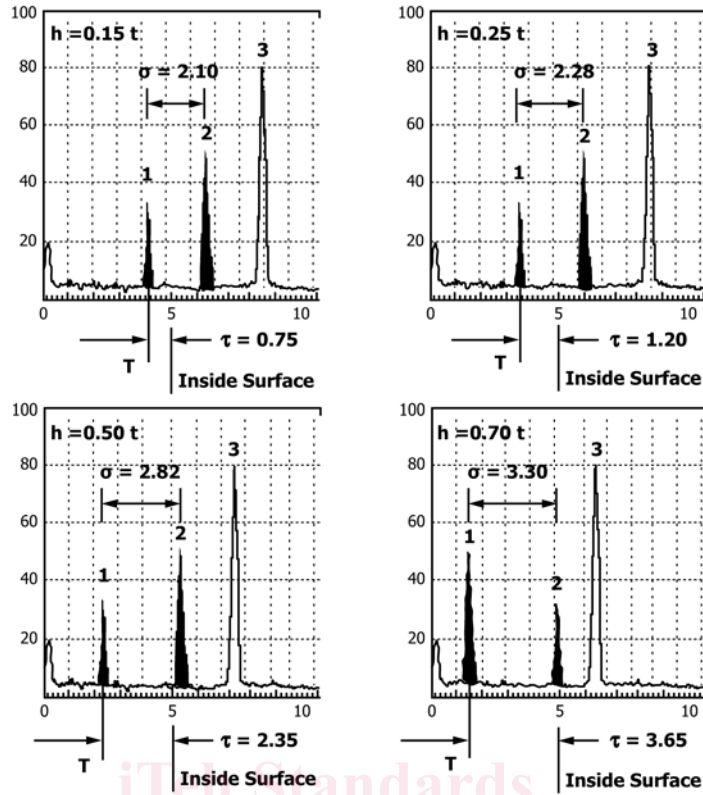 100
h =0.15 t
σ = 2.10
3
80
2
60
1
40
20
0
5
10
T
τ = 0.75
Inside Surface
100
h =0.25 t
σ = 2.28
3
80
2
60
1
40
20
0
5
10
T
τ = 1.20
Inside Surface
100
h =0.50 t
σ = 2.82
3
80
2
60
1
40
20
0
5
10
T
τ = 2.35
Inside Surface
100
h =0.70 t
σ = 3.30
3
80
1
60
2
40
20
0
5
10
T
τ = 3.65
Inside Surface
iTeh Standards